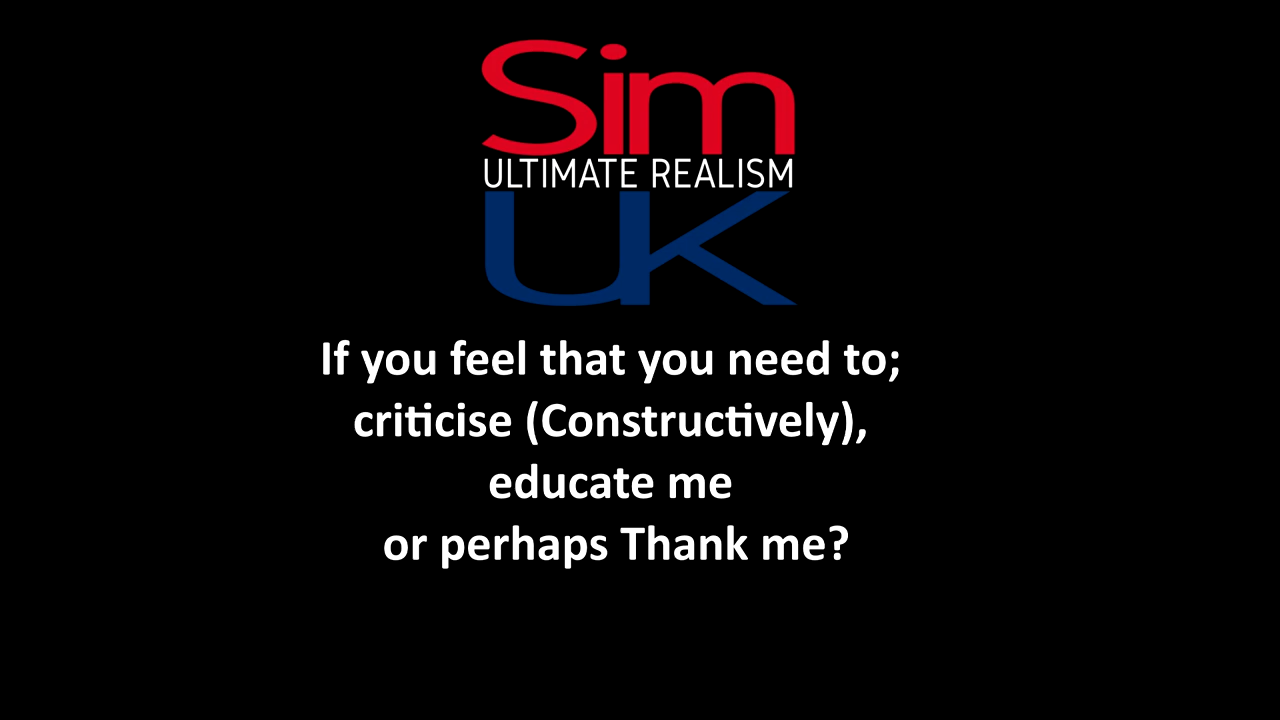 Sim
ULTIMATE REALISM
UK
If you feel that you need to;
criticise (Constructively),
educate me
or perhaps Thank me?